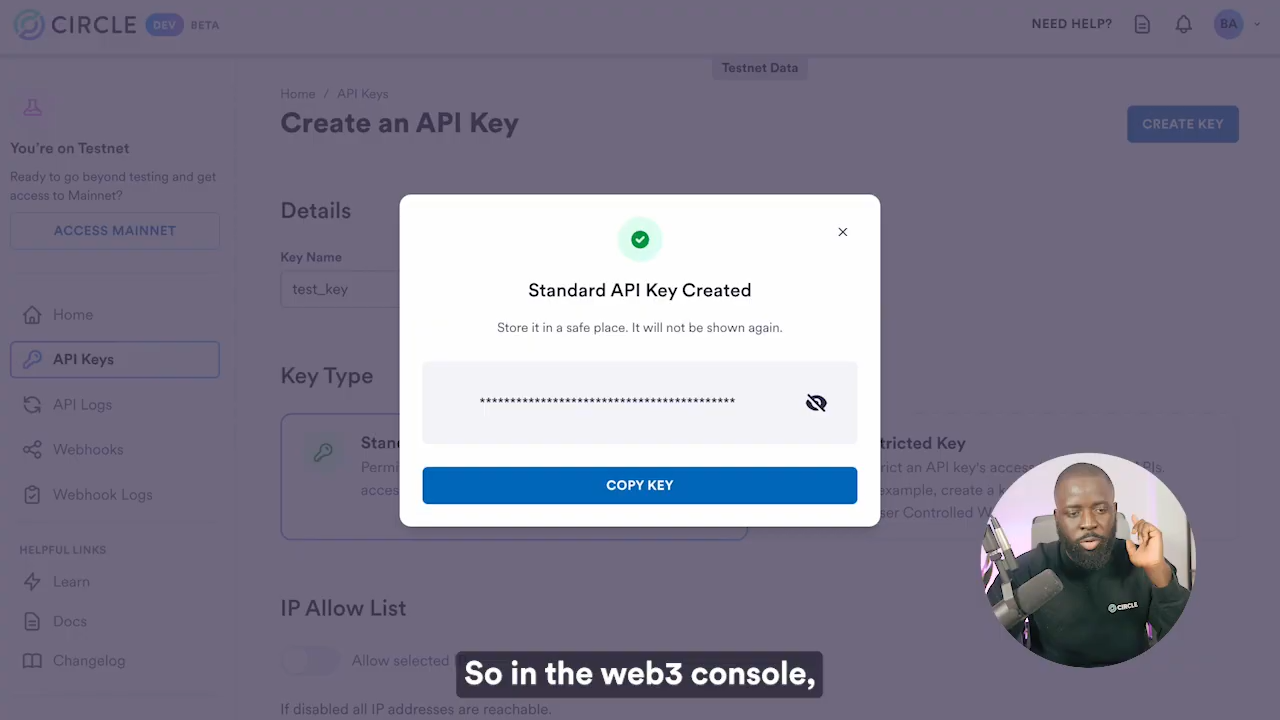 CIRCLE DEV BETA
NEED HELP?
BA
Testnet Data
You're on Testnet
Ready to go beyond testing and get
access to Mainnet?
ACCESS MAINNET
Home
API Keys
API Logs
Webhooks
Webhook Logs
HELPFUL LINKS
Learn
Docs
Changelog
Home / API Keys
Create an API Key
CREATE KEY
Details
Key Name
test_key
Key Type
Stan
Permi
acces
tricted Key
rict an API key's access
PIs.
example, create a k
ser Controlled W
IP Allow List
Allow selected
If disabled all IP addresses are reachable.
Standard API Key Created
Store it in a safe place. It will not be shown again.
******************************************
COPY KEY
CIRCLE
So in the web3 console,